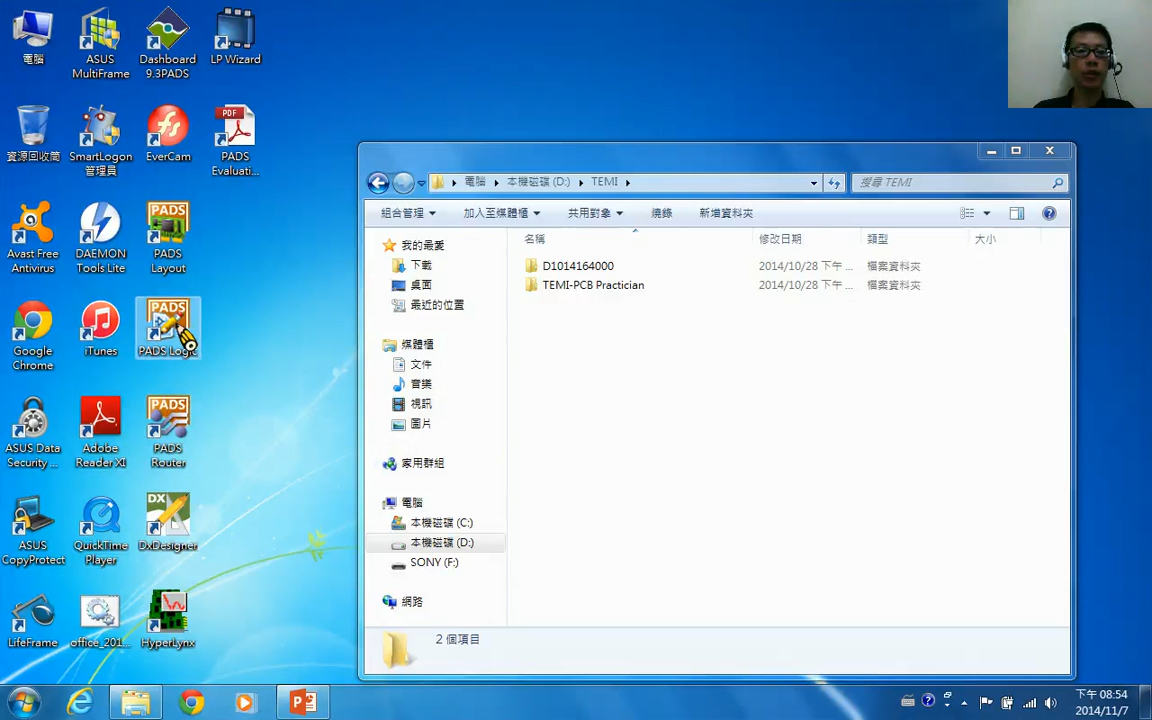 電腦
ASUS
MultiFrame
Dashboard
9.3PADS
LP Wizard
資源回收筒
SmartLogon
管理員
EverCam
PDF
PADS
Evaluati...
Avast Free
Antivirus
DAEMON
Tools Lite
PADS
PADS
Layout
Google
Chrome
iTunes
PADS
PADS Logic
ASUS Data
Security ...
Adobe
Reader XI
PADS
PADS
Router
ASUS
CopyProtect
QuickTime
Player
DX
DxDesigner
LifeFrame
office_201...
HyperLynx
電腦
本機磁碟 (D:)
TEMI
搜尋 TEMI
組合管理
加入至媒體櫃
共用對象
燒錄
新增資料夾
我的最愛
下載
桌面
最近的位置
媒體櫃
文件
音樂
視訊
圖片
家用群組
電腦
本機磁碟 (C:)
本機磁碟 (D:)
SONY (F:)
網路
名稱
修改日期
類型
大小
D1014164000
2014/10/28 下午 ...
檔案資料夾
TEMI-PCB Practician
2014/10/28 下午 ...
檔案資料夾
2 個項目
下午 08:54
2014/11/7